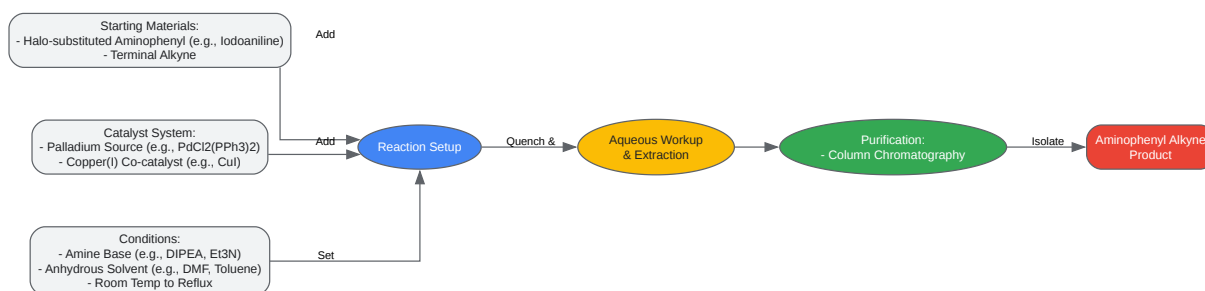 Starting Materials:
- Halo-substituted Aminophenyl (e.g., Iodoaniline)
- Terminal Alkyne
Add
Catalyst System:
- Palladium Source (e.g., PdCl2(PPh3)2)
- Copper(I) Co-catalyst (e.g., CuI)
Add
Reaction Setup
Quench &
Aqueous Workup
& Extraction
Purification:
- Column Chromatography
Isolate
Aminophenyl Alkyne
Product
Conditions:
- Amine Base (e.g., DIPEA, Et3N)
- Anhydrous Solvent (e.g., DMF, Toluene)
- Room Temp to Reflux
Set